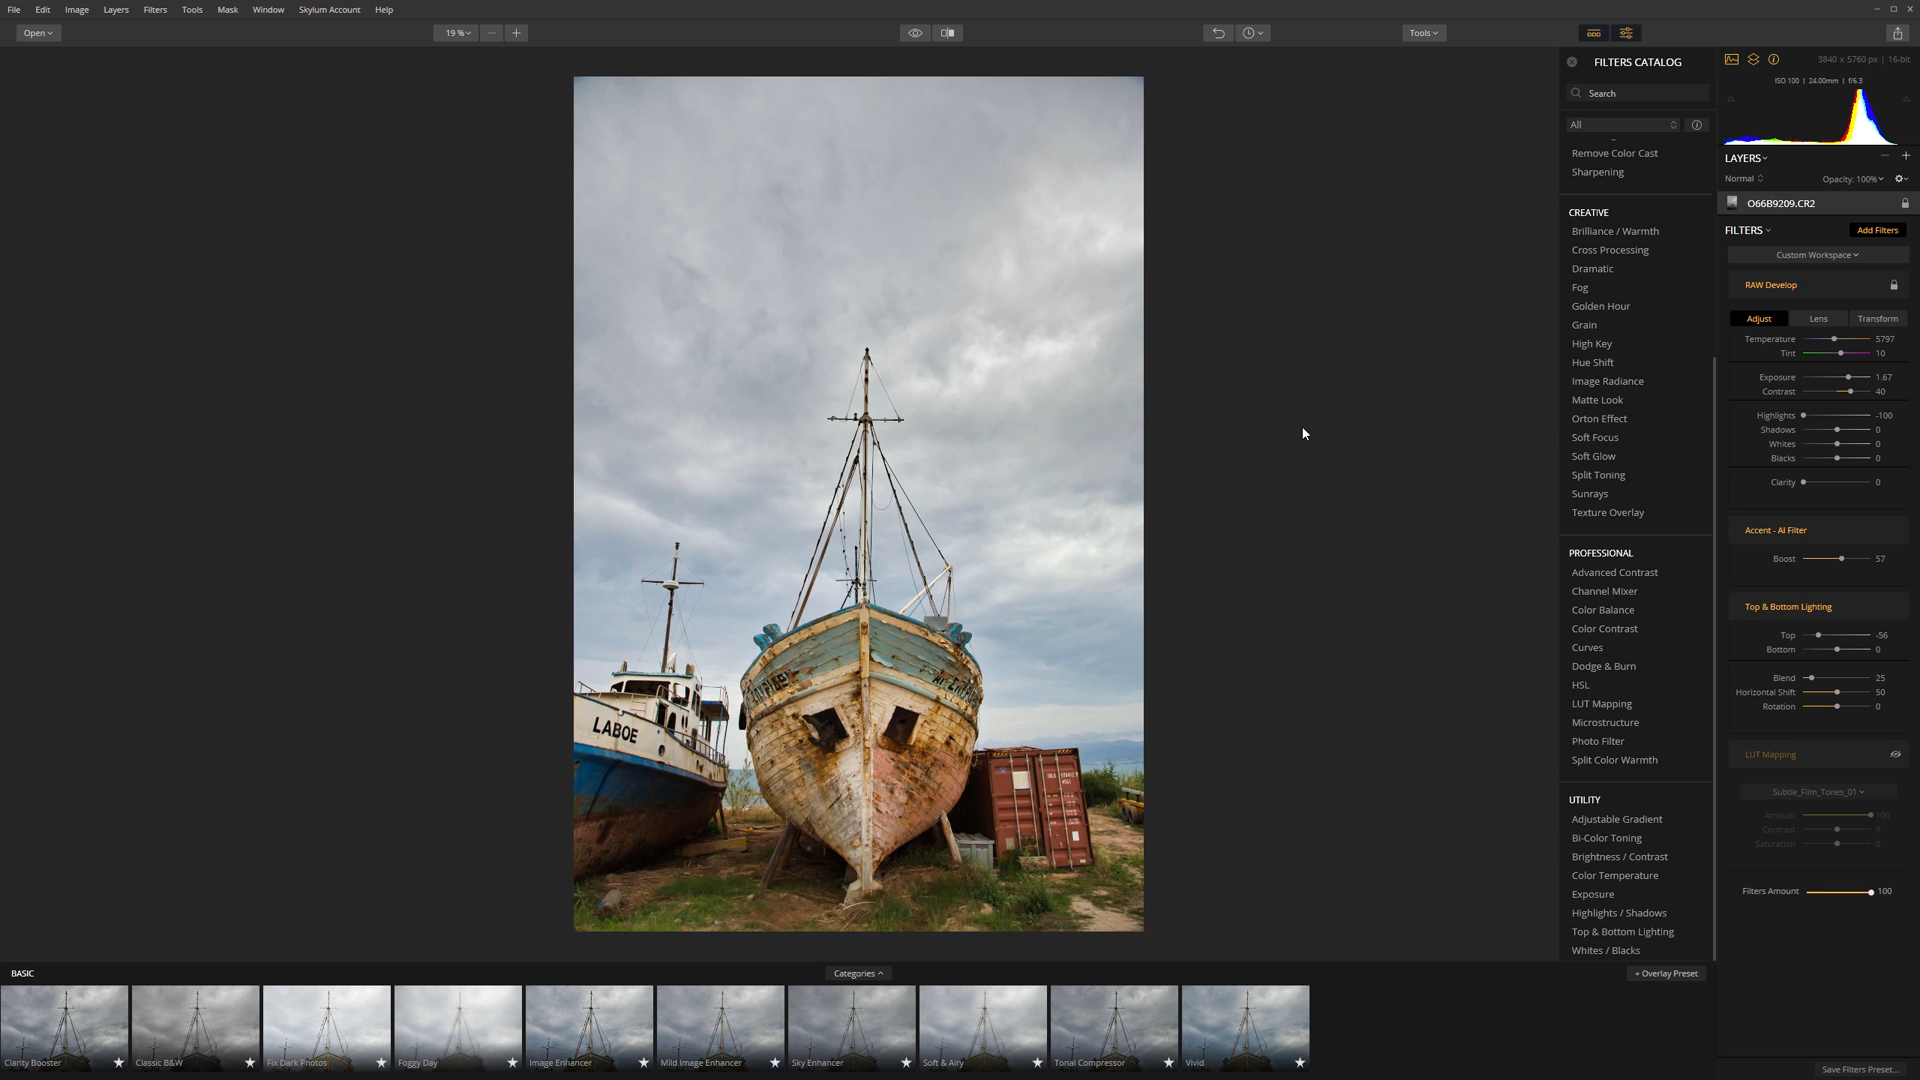 File Edit Image Layers Filters Tools Mask Window Skylum Account Help
Open 19 % Tools
FILTERS CATALOG
Search
All
Remove Color Cast
Sharpening
CREATIVE
Brilliance / Warmth
Cross Processing
Dramatic
Fog
Golden Hour
Grain
High Key
Hue Shift
Image Radiance
Matte Look
Orton Effect
Soft Focus
Soft Glow
Split Toning
Sunrays
Texture Overlay
PROFESSIONAL
Advanced Contrast
Channel Mixer
Color Balance
Color Contrast
Curves
Dodge & Burn
HSL
LUT Mapping
Microstructure
Photo Filter
Split Color Warmth
UTILITY
Adjustable Gradient
Bi-Color Toning
Brightness / Contrast
Color Temperature
Exposure
Highlights / Shadows
Top & Bottom Lighting
Whites / Blacks
3840 x 5760 px | 16-bit
ISO 100 | 24.00mm | f/6.3
LAYERS
Normal Opacity: 100%
O66B9209.CR2
FILTERS Add Filters
Custom Workspace
RAW Develop
Adjust Lens Transform
Temperature 5797
Tint 10
Exposure 1.67
Contrast 40
Highlights -100
Shadows 0
Whites 0
Blacks 0
Clarity 0
Accent - AI Filter
Boost 57
Top & Bottom Lighting
Top -56
Bottom 0
Blend 25
Horizontal Shift 50
Rotation 0
LUT Mapping
Subtle_Film_Tones_01
Amount 100
Contrast 0
Saturation 0
Filters Amount 100
LABOE
BASIC Categories + Overlay Preset
Clarity Booster Classic B&W Fix Dark Photos Foggy Day Image Enhancer Mild Image Enhancer Sky Enhancer Soft & Airy Tonal Compressor Vivid
Save Filters Preset...